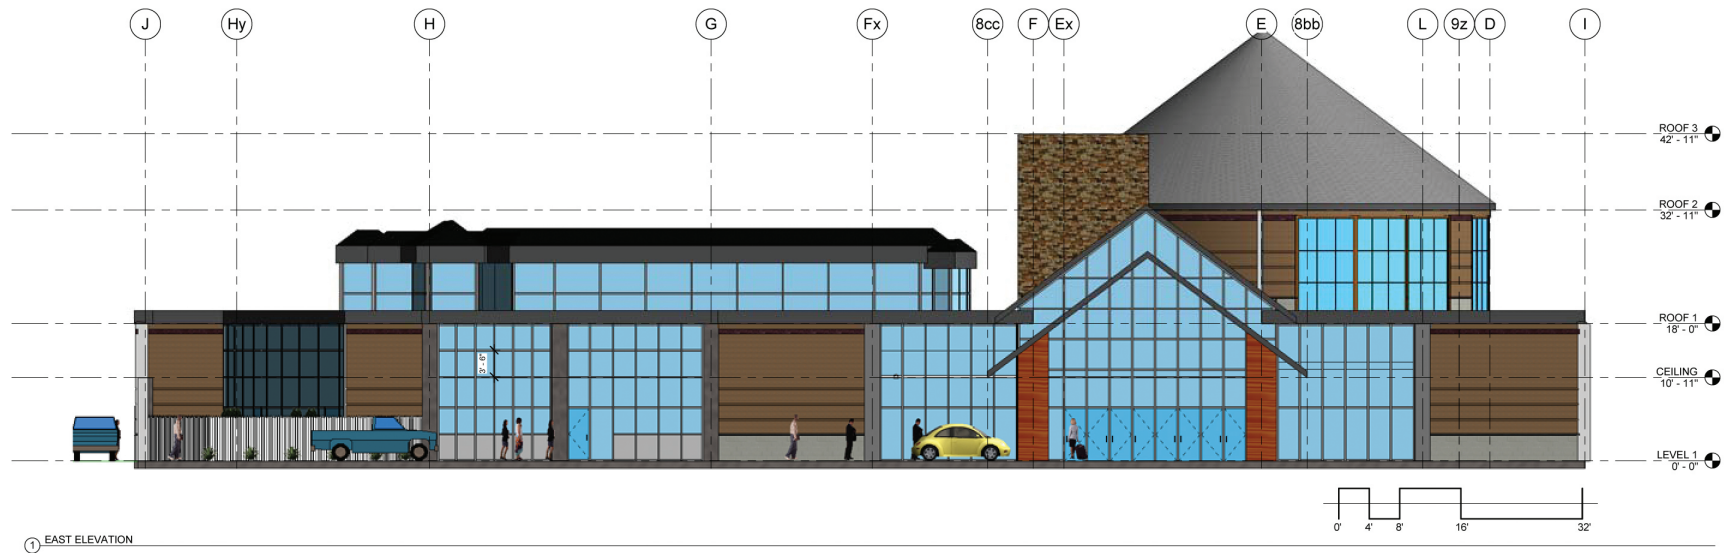 J Hy H G Fx 8cc F Ex E 8bb L 9z D I
ROOF 3
42' - 11"
ROOF 2
32' - 11"
ROOF 1
18' - 0"
3' - 6"
CEILING
10' - 11"
LEVEL 1
0' - 0"
0' 4' 8' 16' 32'
1 EAST ELEVATION